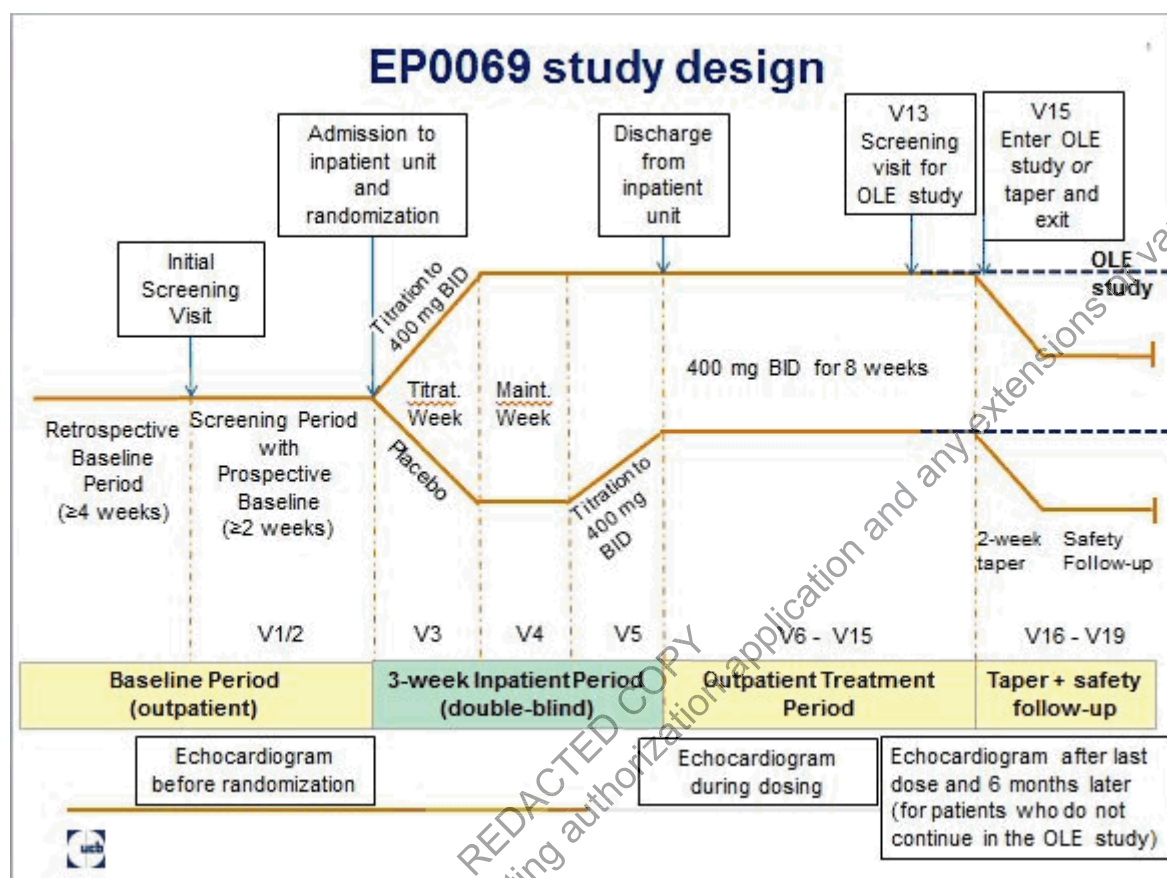 EP0069 study design
Admission to
inpatient unit
and
randomization
Discharge
from
inpatient
unit
V13
Screening
visit for
OLE study
V15
Enter OLE
study or
taper and
exit
Initial
Screening
Visit
Titration to
400 mg BID
OLE
study
400 mg BID for 8 weeks
Titrat.
Week
Maint.
Week
Retrospective
Baseline
Period
(≥4 weeks)
Screening Period
with
Prospective
Baseline
(≥2 weeks)
Placebo
Titration to
400 mg
BID
2-week
taper
Safety
Follow-up
V1/2
V3
V4
V5
V6 - V15
V16 - V19
Baseline Period
(outpatient)
3-week Inpatient Period
(double-blind)
Outpatient Treatment
Period
Taper + safety
follow-up
Echocardiogram
before randomization
Echocardiogram
during dosing
Echocardiogram after last
dose and 6 months later
(for patients who do not
continue in the OLE study)
ucb
REDACTED COPY
authorization application and any extensions or